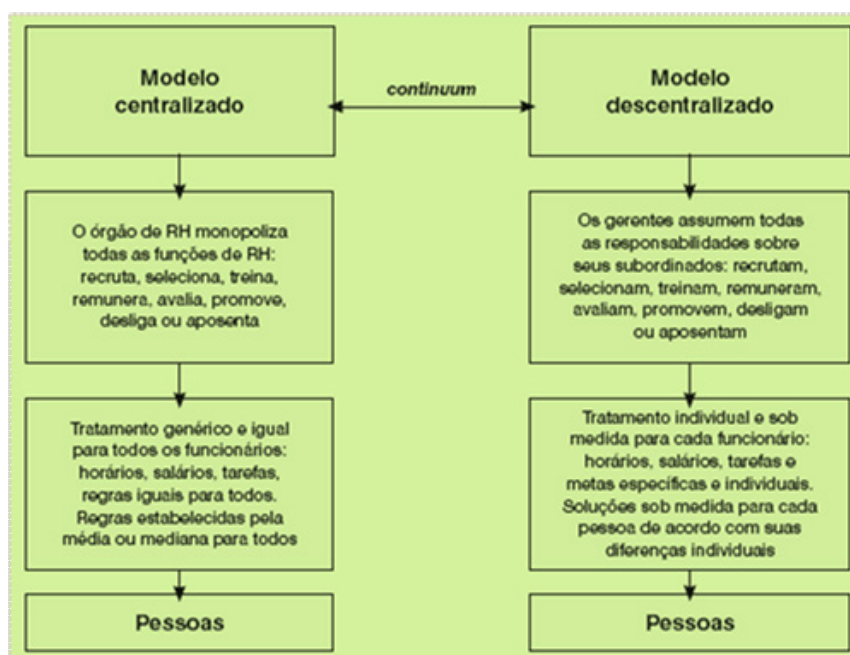 Modelo
centralizado
continuum
Modelo
descentralizado
O órgão de RH monopoliza
todas as funções de RH:
recruta, seleciona, treina,
remunera, avalia, promove,
desliga ou aposenta
Os gerentes assumem todas
as responsabilidades sobre
seus subordinados: recrutam,
selecionam, treinam, remuneram,
avaliam, promovem, desligam
ou aposentam
Tratamento genérico e igual
para todos os funcionários:
horários, salários, tarefas,
regras iguais para todos.
Regras estabelecidas pela
média ou mediana para todos
Tratamento individual e sob
medida para cada funcionário:
horários, salários, tarefas e
metas específicas e individuais.
Soluções sob medida para cada
pessoa de acordo com suas
diferenças individuais
Pessoas
Pessoas